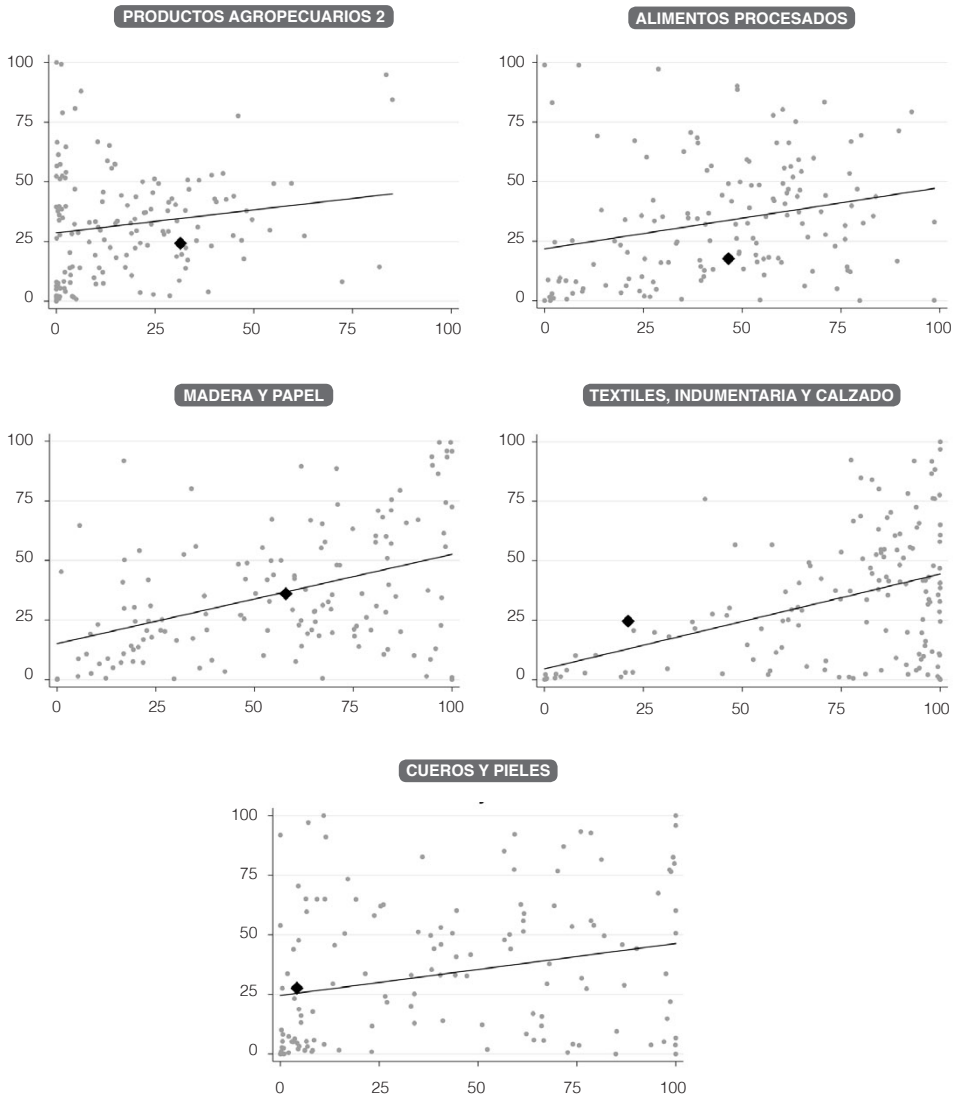 PRODUCTOS AGROPECUARIOS 2
ALIMENTOS PROCESADOS
100
75
50
25
0
0 25 50 75 100
100
75
50
25
0
0 25 50 75 100
MADERA Y PAPEL
TEXTILES, INDUMENTARIA Y CALZADO
100
75
50
25
0
0 25 50 75 100
100
75
50
25
0
0 25 50 75 100
CUEROS Y PIELES
100
75
50
25
0
0 25 50 75 100